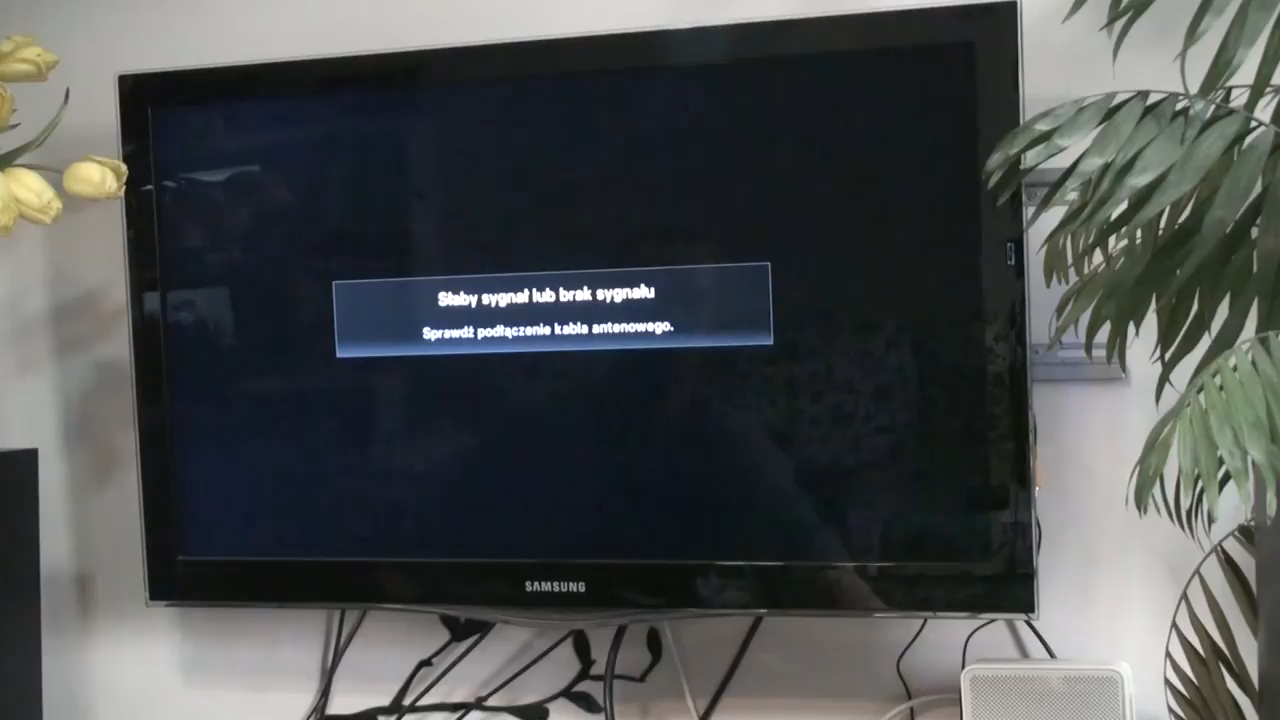 Słaby sygnał lub brak sygnału
Sprawdź podłączenie kabla antenowego.
SAMSUNG